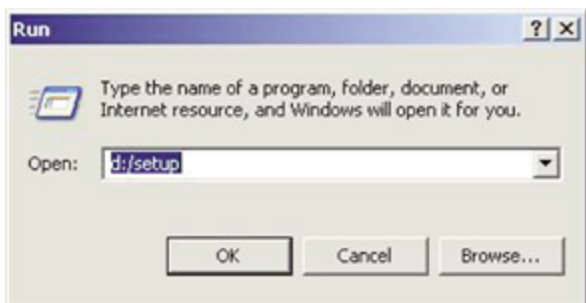 Run
Type the name of a program, folder, document, or
Internet resource, and Windows will open it for you.
Open: d:/setup
OK Cancel Browse...